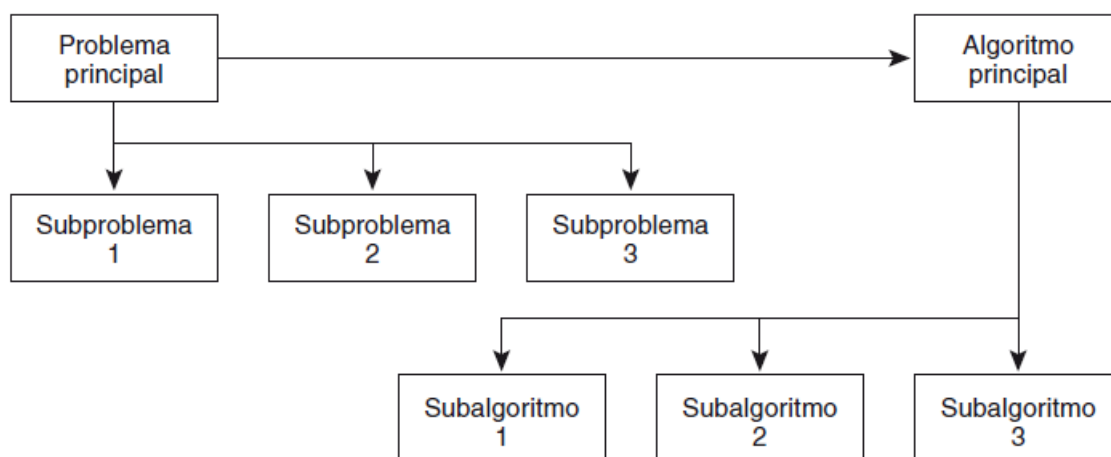 Problema
principal
Algoritmo
principal
Subproblema
1
Subproblema
2
Subproblema
3
Subalgoritmo
1
Subalgoritmo
2
Subalgoritmo
3